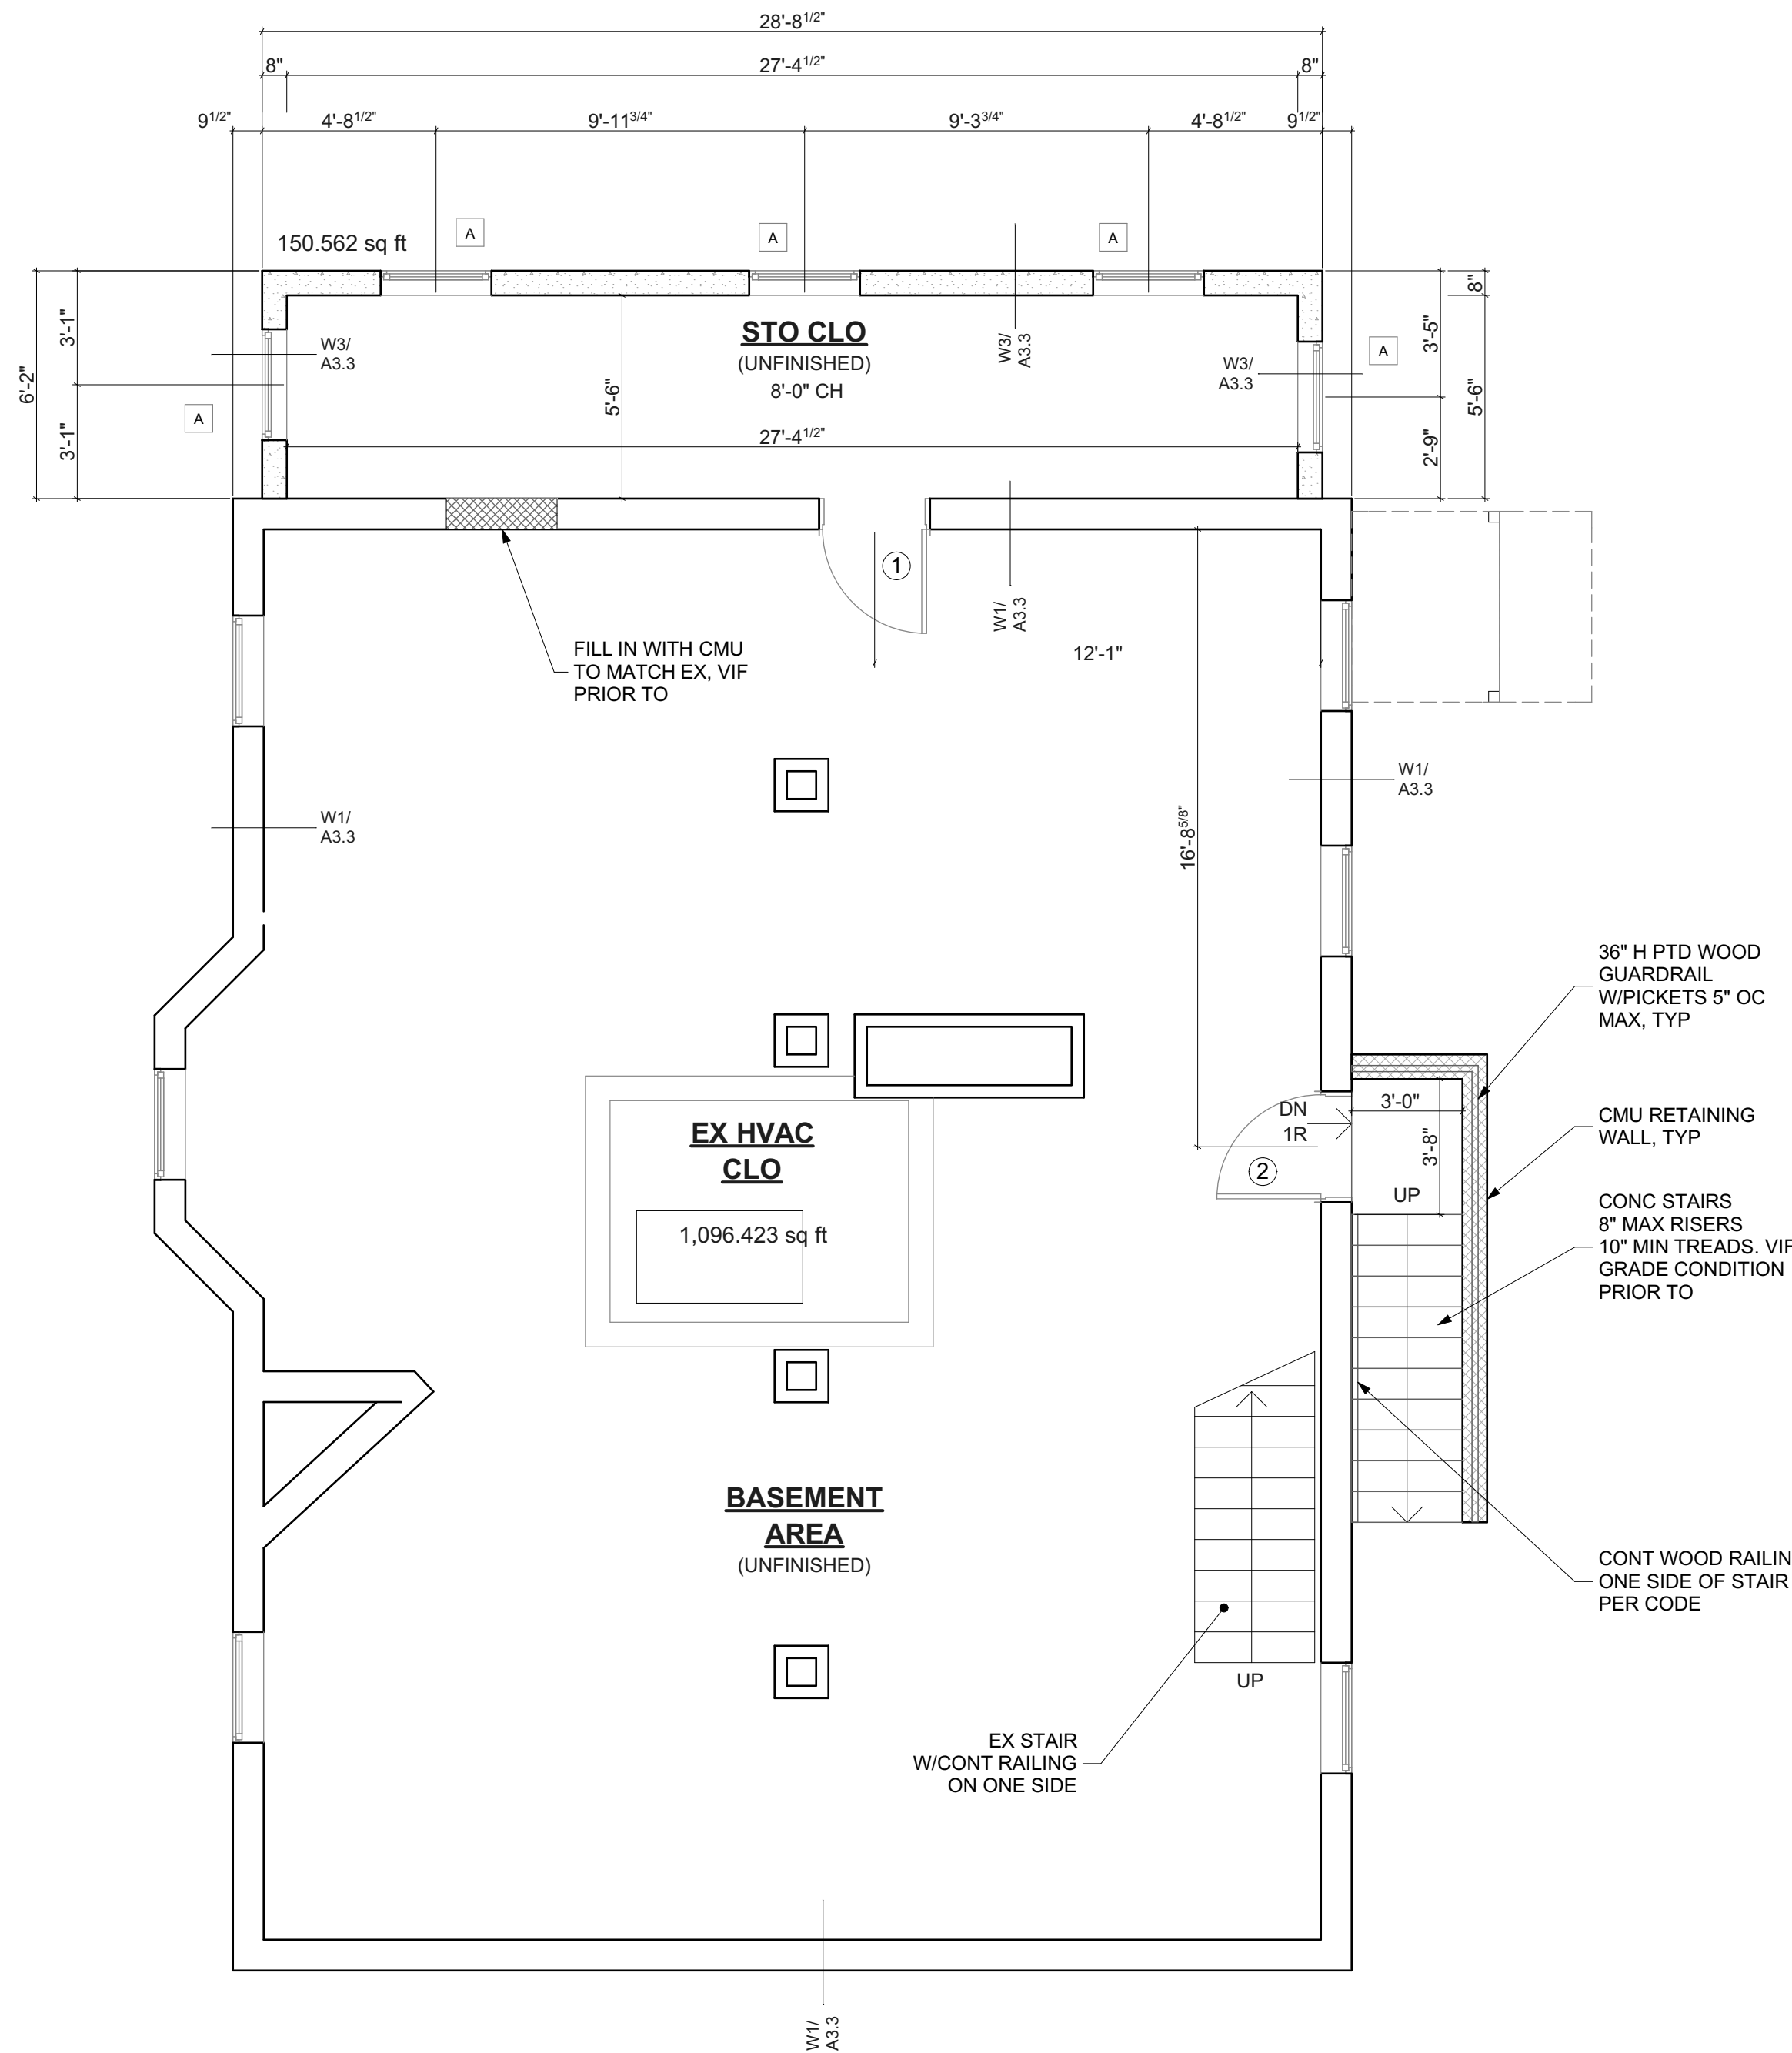 28'-8 1/2"
8"
27'-4 1/2"
8"
9 1/2"
4'-8 1/2"
9'-11 3/4"
9'-3 3/4"
4'-8 1/2"
9 1/2"
150.562 sq ft
A
A
A
6'-2"
3'-1"
3'-1"
A
W3/
A3.3
STO CLO
(UNFINISHED)
8'-0" CH
5'-6"
27'-4 1/2"
W3/
A3.3
W3/
A3.3
A
3'-5"
2'-9"
8"
5'-6"
1
W1/
A3.3
12'-1"
FILL IN WITH CMU
TO MATCH EX, VIF
PRIOR TO
W1/
A3.3
16'-8 5/8"
W1/
A3.3
36" H PTD WOOD
GUARDRAIL
W/PICKETS 5" OC
MAX, TYP
EX HVAC
CLO
1,096.423 sq ft
DN
1R
2
3'-0"
3'-8"
UP
CMU RETAINING
WALL, TYP
CONC STAIRS
8" MAX RISERS
10" MIN TREADS. VIF
GRADE CONDITION
PRIOR TO
BASEMENT
AREA
(UNFINISHED)
UP
CONT WOOD
ONE SIDE OF STAIR
PER CODE
EX STAIR
W/CONT RAILING
ON ONE SIDE
W1/
A3.3